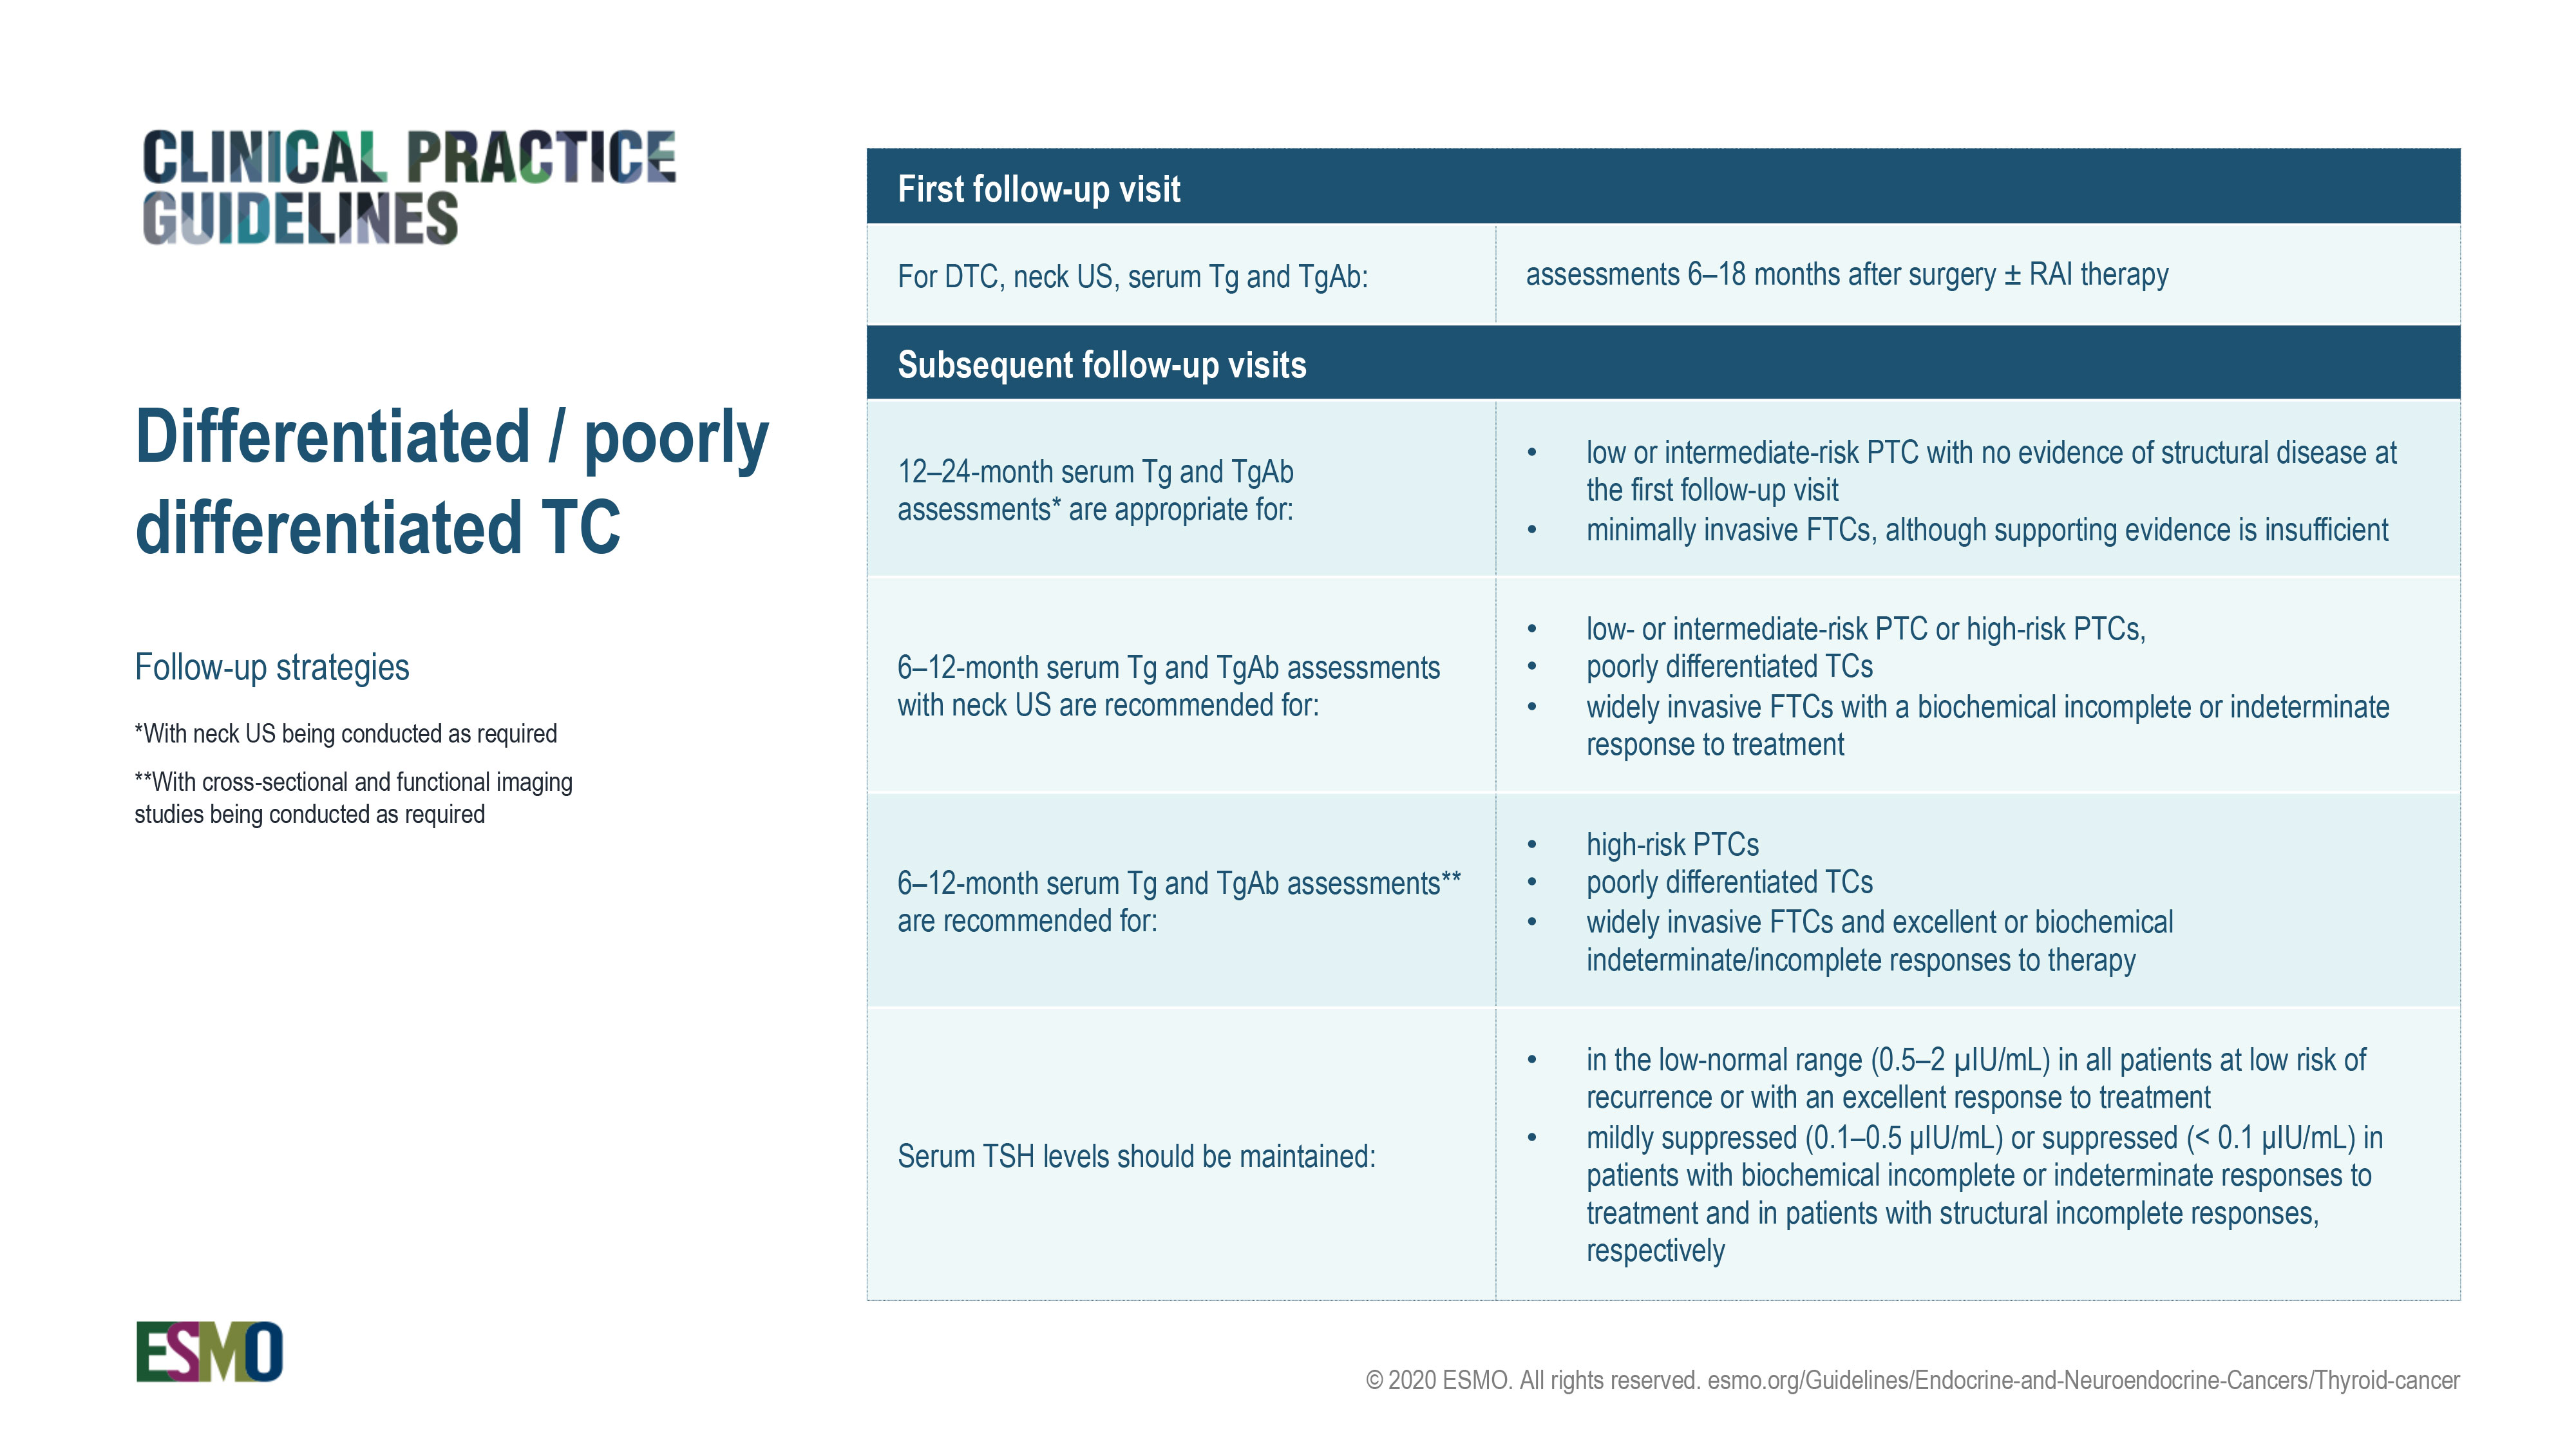 CLINICAL PRACTICE
GUIDELINES
Differentiated / poorly
differentiated TC
Follow-up strategies
*With neck US being conducted as required
**With cross-sectional and functional imaging
studies being conducted as required
ESMO
First follow-up visit
For DTC, neck US, serum Tg and TgAb:
assessments 6–18 months after surgery ± RAI therapy
Subsequent follow-up visits
12–24-month serum Tg and TgAb
assessments* are appropriate for:
• low or intermediate-risk PTC with no evidence of structural disease at
the first follow-up visit
• minimally invasive FTCs, although supporting evidence is insufficient
6–12-month serum Tg and TgAb assessments
with neck US are recommended for:
• low- or intermediate-risk PTC or high-risk PTCs,
• poorly differentiated TCs
• widely invasive FTCs with a biochemical incomplete or indeterminate
response to treatment
6–12-month serum Tg and TgAb assessments**
are recommended for:
• high-risk PTCs
• poorly differentiated TCs
• widely invasive FTCs and excellent or biochemical
indeterminate/incomplete responses to therapy
Serum TSH levels should be maintained:
• in the low-normal range (0.5–2 μIU/mL) in all patients at low risk of
recurrence or with an excellent response to treatment
• mildly suppressed (0.1–0.5 μIU/mL) or suppressed (< 0.1 μIU/mL) in
patients with biochemical incomplete or indeterminate responses to
treatment and in patients with structural incomplete responses,
respectively
© 2020 ESMO. All rights reserved. esmo.org/Guidelines/Endocrine-and-Neuroendocrine-Cancers/Thyroid-cancer